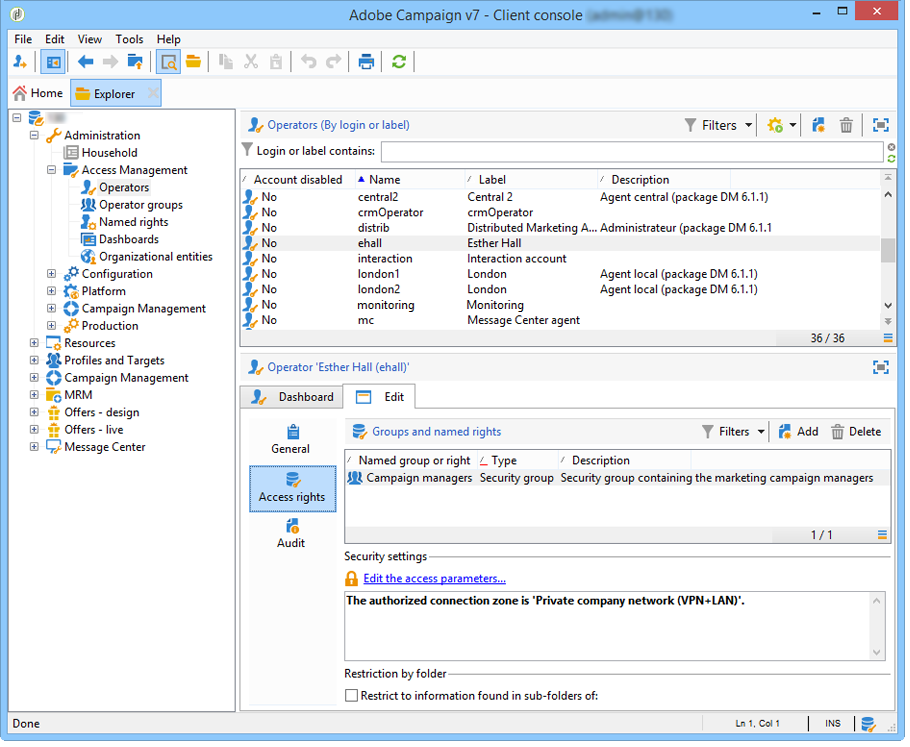 Adobe Campaign v7 - Client console
File Edit View Tools Help
Home Explorer
Administration
Household
Access Management
Operators
Operator groups
Named rights
Dashboards
Organizational entities
Configuration
Platform
Campaign Management
Production
Resources
Profiles and Targets
Campaign Management
MRM
Offers - design
Offers - live
Message Center
Operators (By login or label) Filters
Login or label contains:
Account disabled Name Label Description
No central2 Central 2 Agent central (package DM 6.1.1)
No crmOperator crmOperator
No distrib Distributed Marketing A... Administrateur (package DM 6.1.1
No ehall Esther Hall
No interaction Interaction account
No london1 London Agent local (package DM 6.1.1)
No london2 London Agent local (package DM 6.1.1)
No monitoring Monitoring
No mc Message Center agent
36 / 36
Operator 'Esther Hall (ehall)'
Dashboard Edit
General
Access rights
Audit
Groups and named rights Filters Add Delete
Named group or right Type Description
Campaign managers Security group Security group containing the marketing campaign managers
1 / 1
Security settings
Edit the access parameters...
The authorized connection zone is 'Private company network (VPN+LAN)'.
Restriction by folder
Restrict to information found in sub-folders of:
Done Ln 1, Col 1 INS